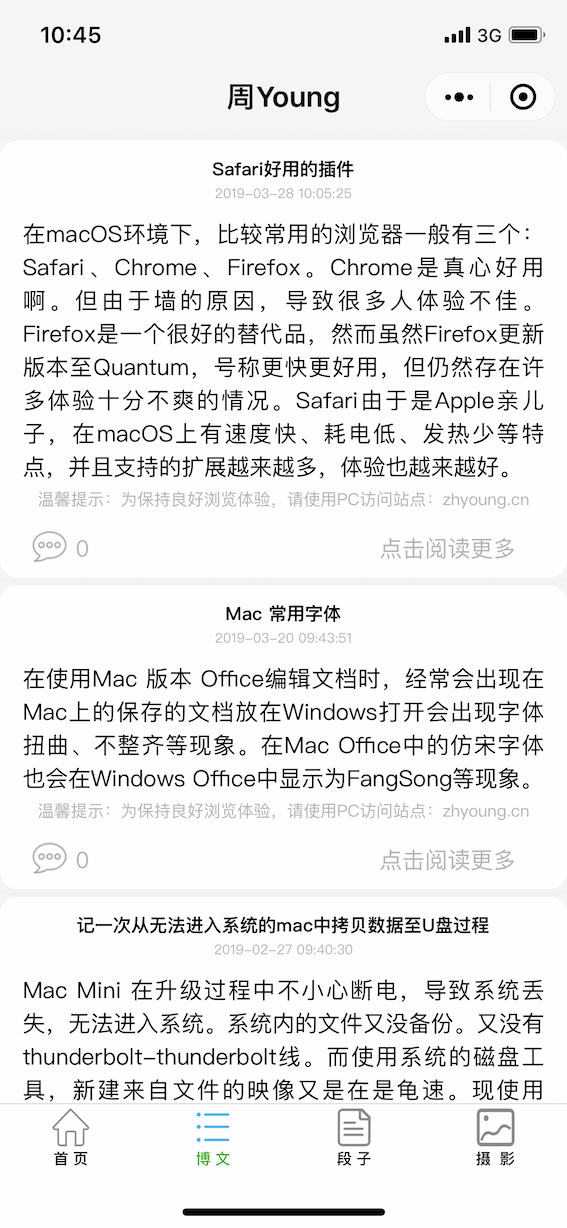 10:45
3G
周Young
Safari好用的插件
2019-03-28 10:05:25
在macOS环境下，比较常用的浏览器一般有三个：
Safari、Chrome、Firefox。Chrome是真心好用
啊。但由于墙的原因，导致很多人体验不佳。
Firefox是一个很好的替代品，然而虽然Firefox更新
版本至Quantum，号称更快更好用，但仍然存在许
多体验十分不爽的情况。Safari由于是Apple亲儿
子，在macOS上有速度快、耗电低、发热少等特
点，并且支持的扩展越来越多，体验也越来越好。
温馨提示：为保持良好浏览体验，请使用PC访问站点：zhyoung.cn
0
点击阅读更多
Mac 常用字体
2019-03-20 09:43:51
在使用Mac 版本 Office编辑文档时，经常会出现在
Mac上的保存的文档放在Windows打开会出现字体
扭曲、不整齐等现象。在Mac Office中的仿宋字体
也会在Windows Office中显示为FangSong等现象。
温馨提示：为保持良好浏览体验，请使用PC访问站点：zhyoung.cn
0
点击阅读更多
记一次从无法进入系统的mac中拷贝数据至U盘过程
2019-02-27 09:40:30
Mac Mini 在升级过程中不小心断电，导致系统丢
失，无法进入系统。系统内的文件又没备份。又没有
thunderbolt-thunderbolt线。而使用系统的磁盘工
具，新建来自文件的映像又是在是龟速。现使用
首页
博文
段子
摄影